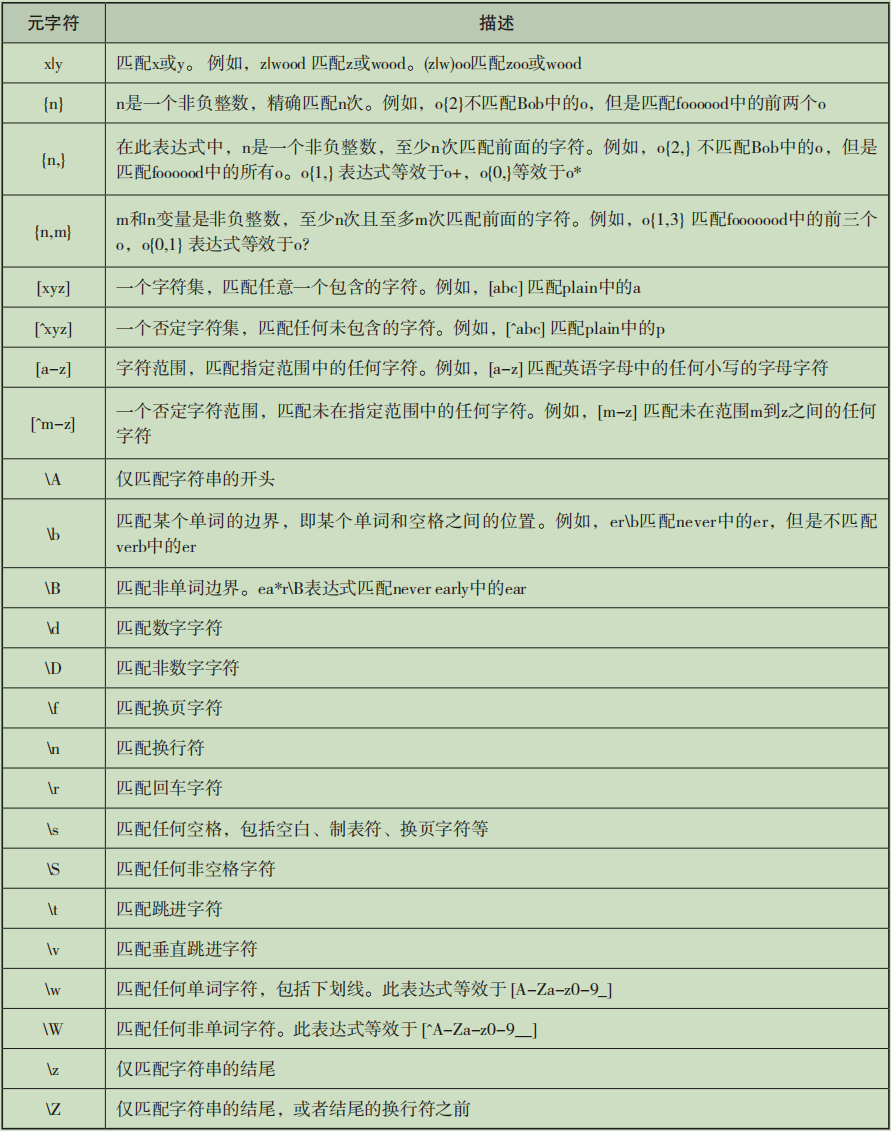 元字符 描述
x|y 匹配x或y。 例如，z|wood 匹配z或wood。(z|w)oo匹配zoo或wood
{n} n是一个非负整数，精确匹配n次。例如，o{2}不匹配Bob中的o，但是匹配foooood中的前两个o
{n,} 在此表达式中，n是一个非负整数，至少n次匹配前面的字符。例如，o{2,} 不匹配Bob中的o，但是
匹配foooood中的所有o。o{1,} 表达式等效于o+，o{0,}等效于o*
{n,m} m和n变量是非负整数，至少n次且至多m次匹配前面的字符。例如，o{1,3} 匹配fooooood中的前三个
o，o{0,1} 表达式等效于o?
[xyz] 一个字符集，匹配任意一个包含的字符。例如，[abc] 匹配plain中的a
[^xyz] 一个否定字符集，匹配任何未包含的字符。例如，[^abc] 匹配plain中的p
[a-z] 字符范围，匹配指定范围中的任何字符。例如，[a-z] 匹配英语字母中的任何小写的字母字符
[^m-z] 一个否定字符范围，匹配未在指定范围中的任何字符。例如，[m-z] 匹配未在范围m到z之间的任何
字符
\A 仅匹配字符串的开头
\b 匹配某个单词的边界，即某个单词和空格之间的位置。例如，er\b匹配never中的er，但是不匹配
verb中的er
\B 匹配非单词边界。ea*r\B表达式匹配never early中的ear
\d 匹配数字字符
\D 匹配非数字字符
\f 匹配换页字符
\n 匹配换行符
\r 匹配回车字符
\s 匹配任何空格，包括空白、制表符、换页字符等
\S 匹配任何非空格字符
\t 匹配跳进字符
\v 匹配垂直跳进字符
\w 匹配任何单词字符，包括下划线。此表达式等效于 [A-Za-z0-9_]
\W 匹配任何非单词字符。此表达式等效于 [^A-Za-z0-9__]
\z 仅匹配字符串的结尾
\Z 仅匹配字符串的结尾，或者结尾的换行符之前